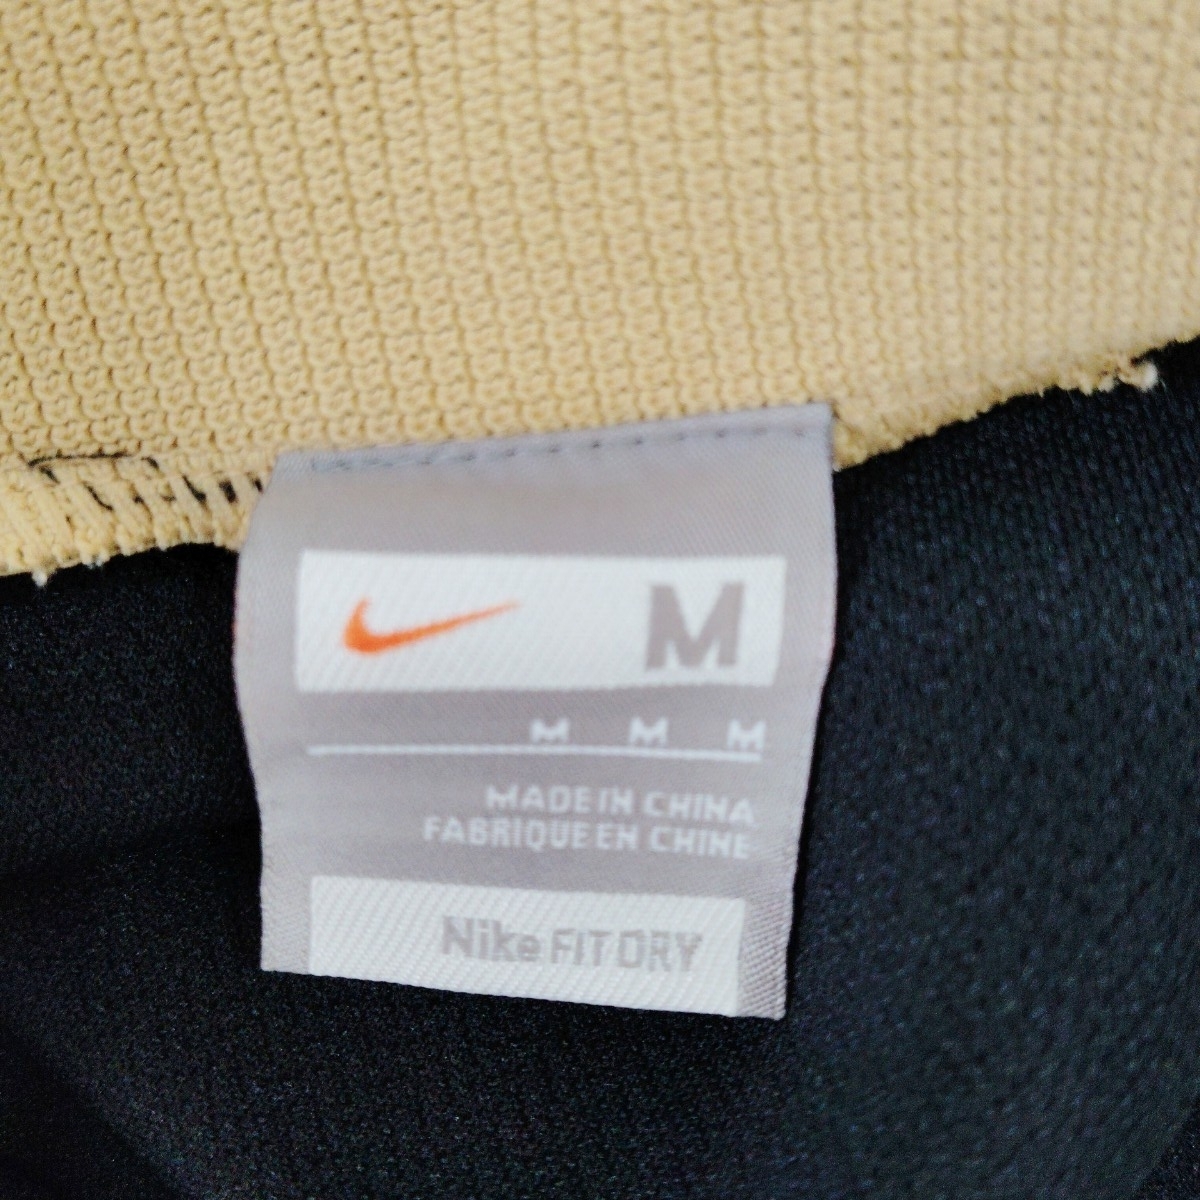 M
M M M
MADE IN CHINA
FABRIQUE EN CHINE
Nike FIT DRY